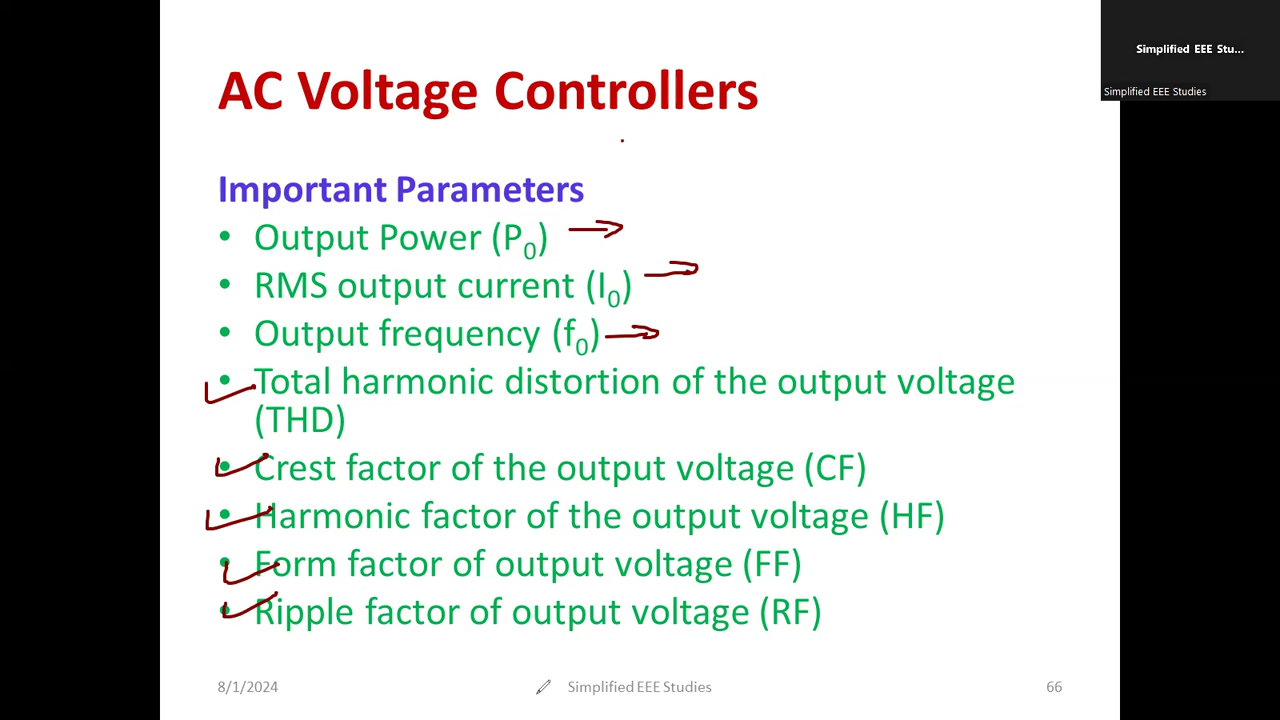 Simplified EEE Stu...
Simplified EEE Studies
AC Voltage Controllers
Important Parameters
• Output Power (P₀)
• RMS output current (I₀)
• Output frequency (f₀)
• Total harmonic distortion of the output voltage
(THD)
• Crest factor of the output voltage (CF)
• Harmonic factor of the output voltage (HF)
• Form factor of output voltage (FF)
• Ripple factor of output voltage (RF)
8/1/2024
Simplified EEE Studies
66